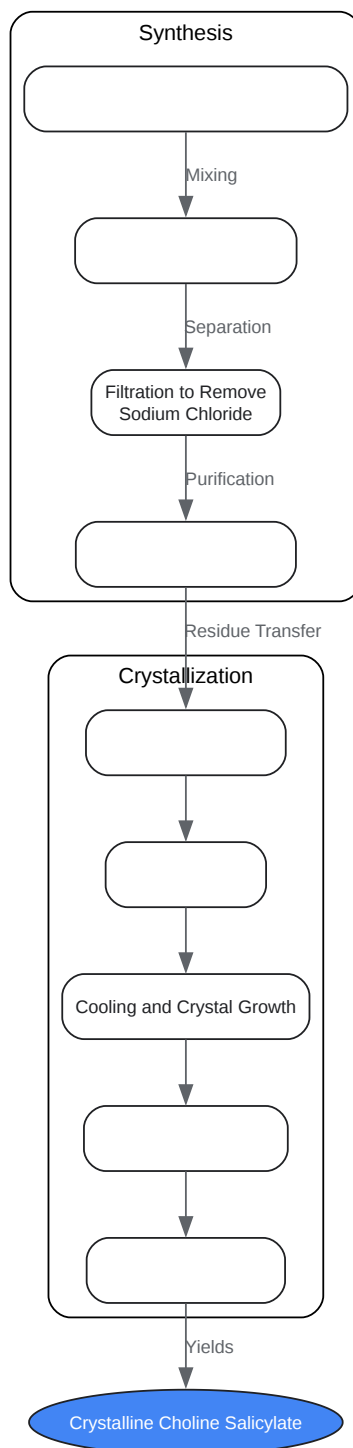 Synthesis
Mixing
Separation
Filtration to Remove
Sodium Chloride
Purification
Residue Transfer
Crystallization
Cooling and Crystal Growth
Yields
Crystalline Choline Salicylate